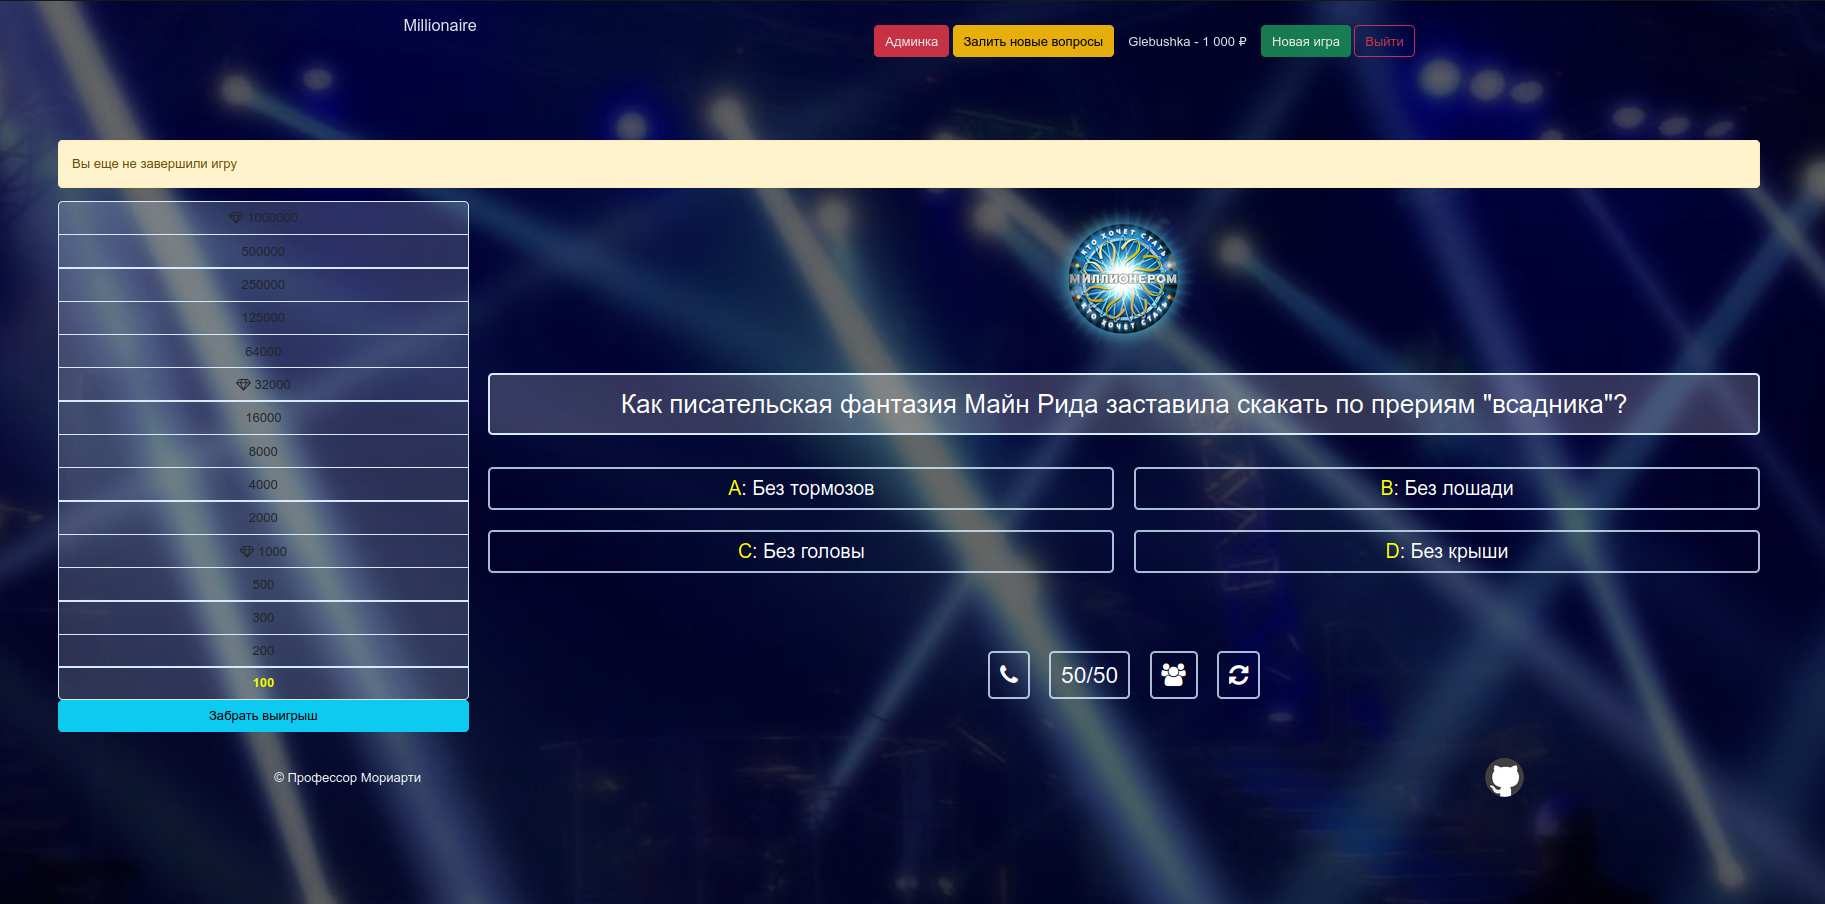 Millionaire
Админка Залить новые вопросы Glebushka - 1 000 ₽ Новая игра Выйти
Вы еще не завершили игру
1000000
500000
250000
125000
64000
32000
16000
8000
4000
2000
1000
500
300
200
100
Забрать выигрыш
КТО ХОЧЕТ СТАТЬ
МИЛЛИОНЕРОМ
КТО ХОЧЕТ СТАТЬ
Как писательская фантазия Майн Рида заставила скакать по прериям "всадника"?
A: Без тормозов
B: Без лошади
C: Без головы
D: Без крыши
50/50
© Профессор Мориарти